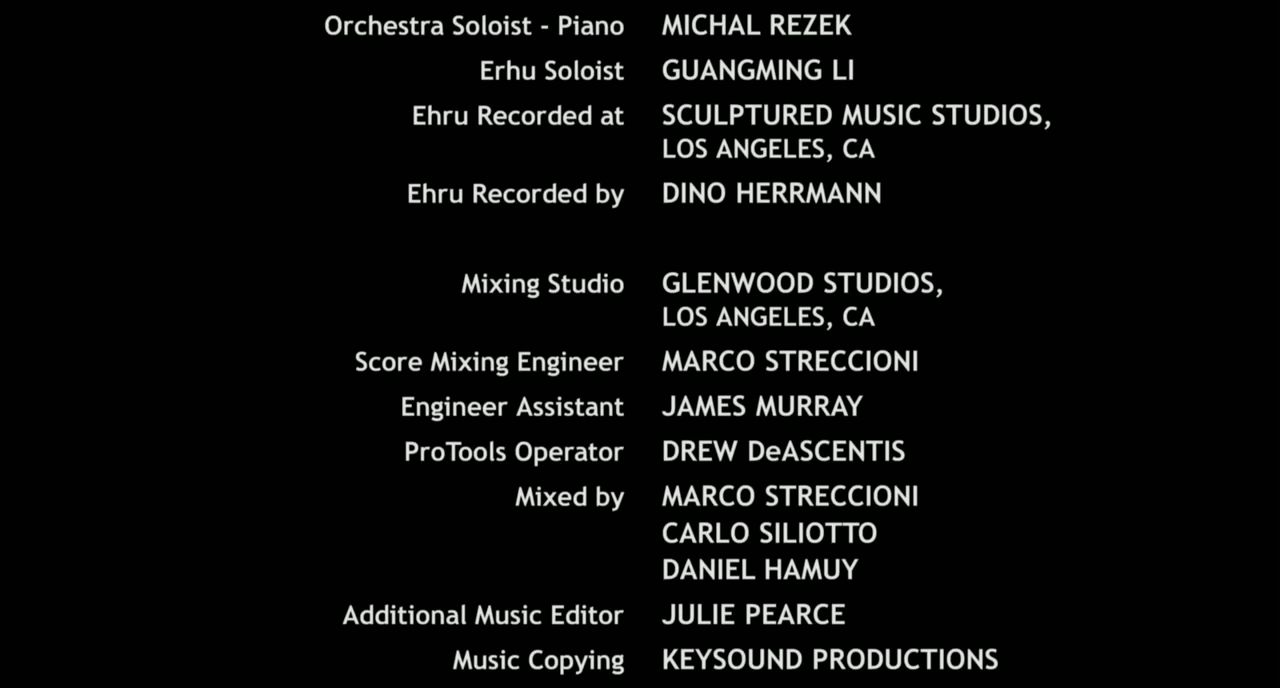 Orchestra Soloist - Piano MICHAL REZEK
Erhu Soloist GUANGMING LI
Ehru Recorded at SCULPTURED MUSIC STUDIOS,
LOS ANGELES, CA
Ehru Recorded by DINO HERRMANN
Mixing Studio GLENWOOD STUDIOS,
LOS ANGELES, CA
Score Mixing Engineer MARCO STRECCIONI
Engineer Assistant JAMES MURRAY
ProTools Operator DREW DeASCENTIS
Mixed by MARCO STRECCIONI
CARLO SILIOTTO
DANIEL HAMUY
Additional Music Editor JULIE PEARCE
Music Copying KEYSOUND PRODUCTIONS